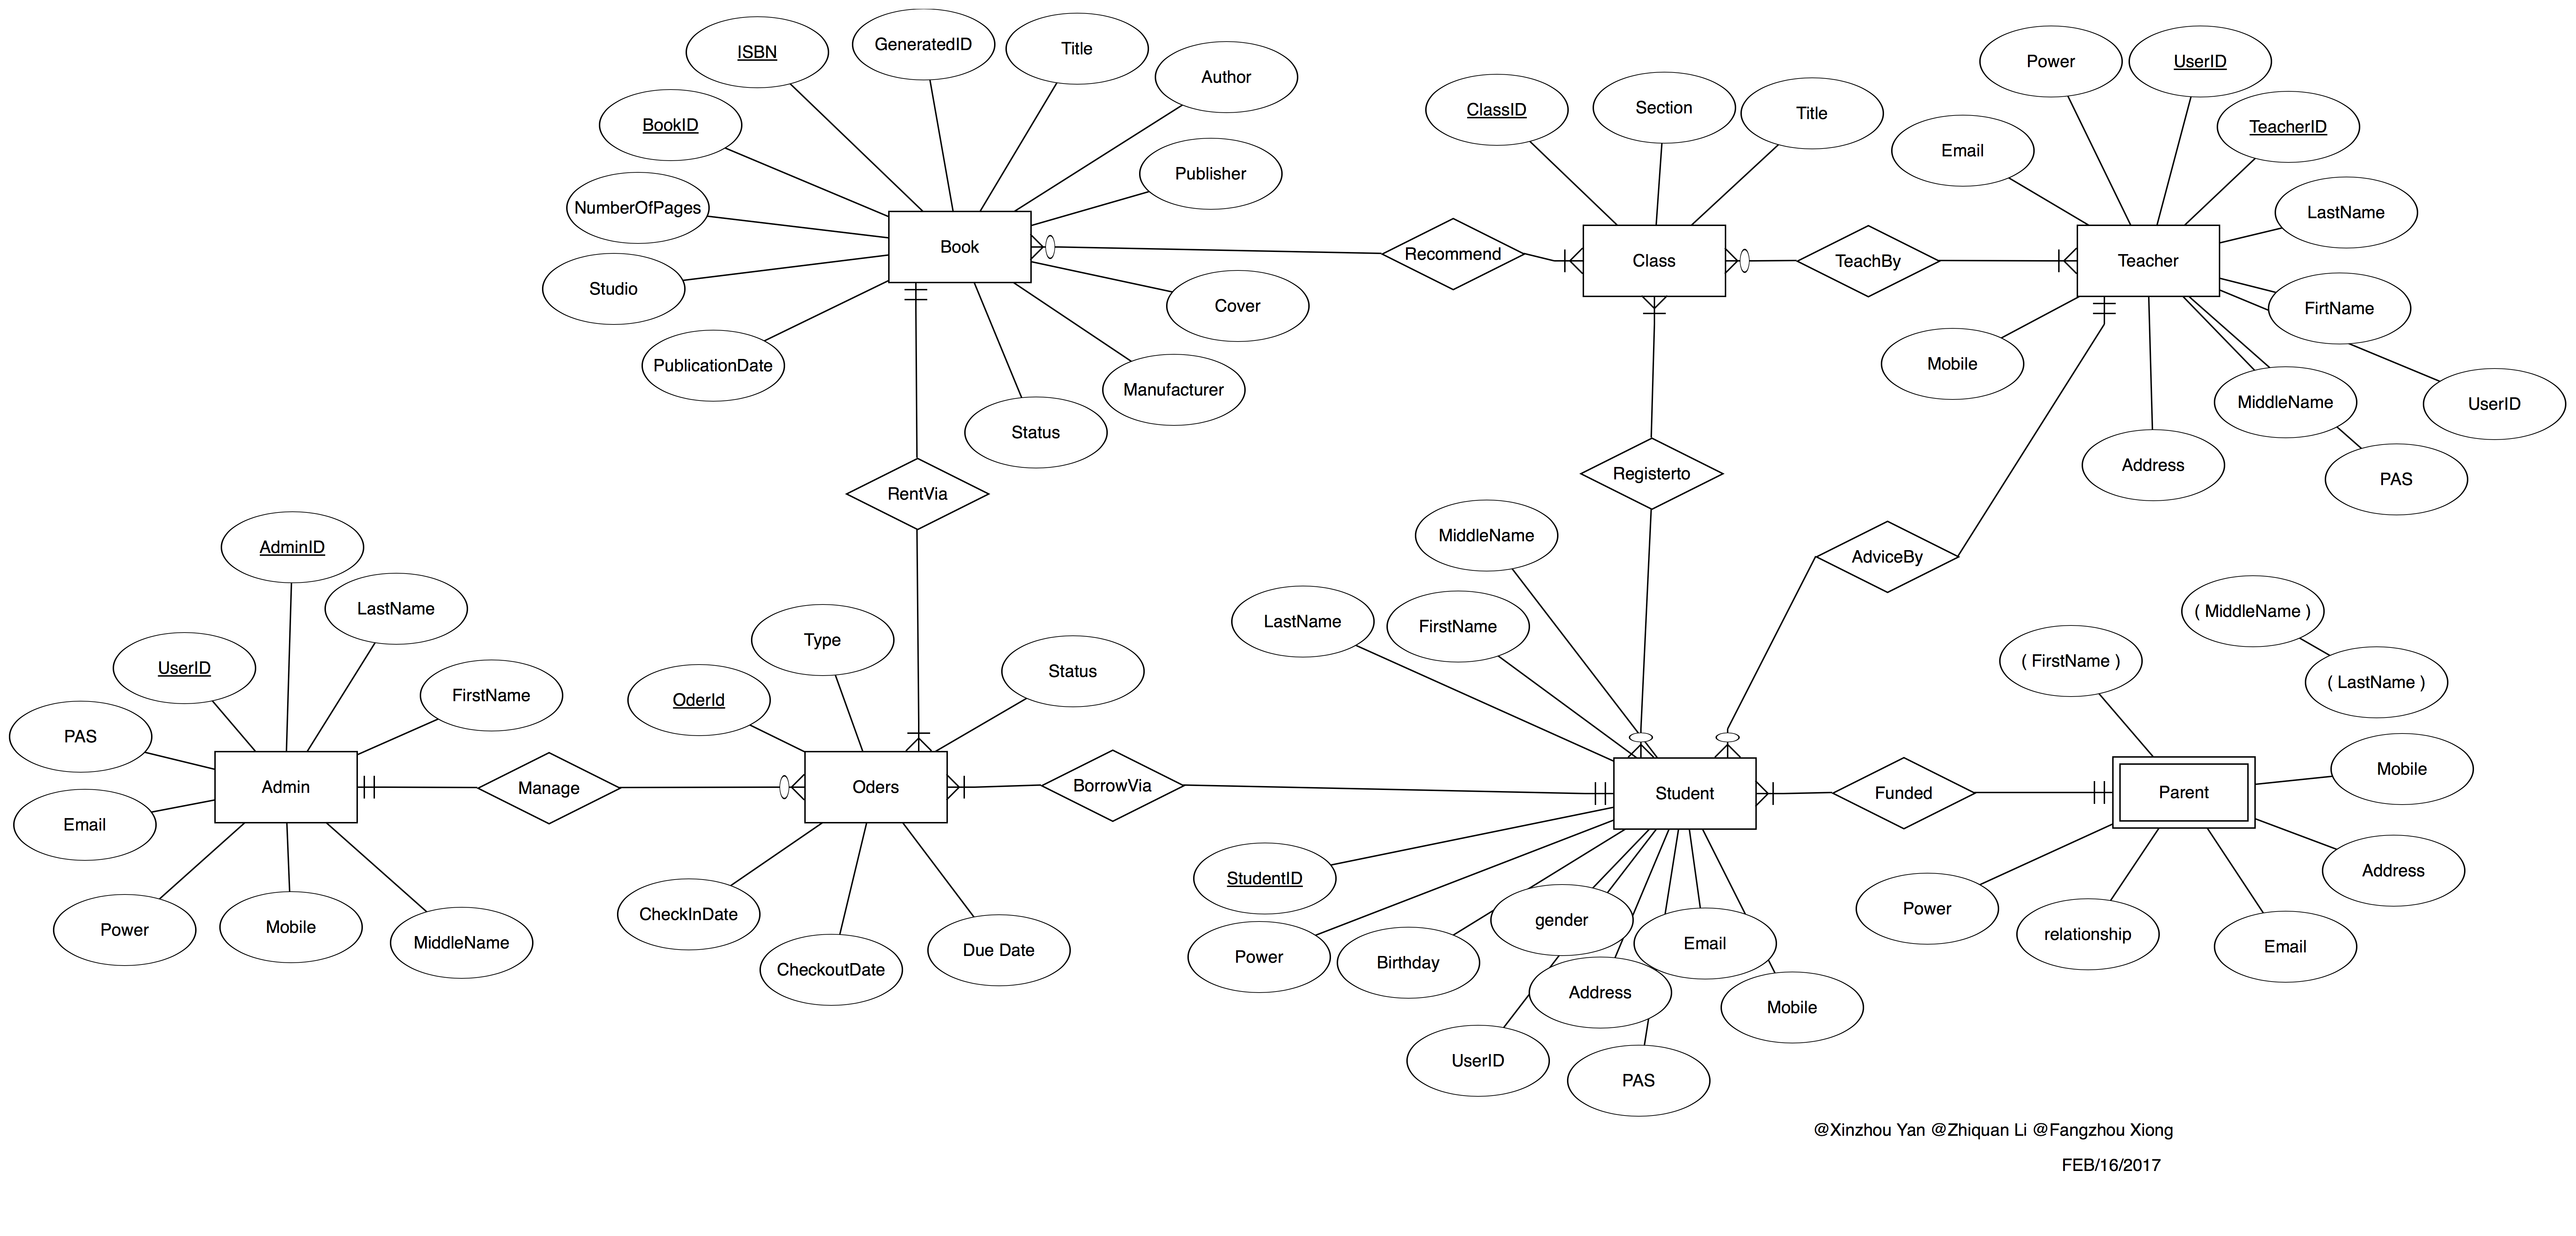 ISBN
GeneratedID
Title
Author
BookID
Publisher
NumberOfPages
Book
Studio
Cover
PublicationDate
Manufacturer
Status
Recommend
ClassID
Section
Title
Class
TeachBy
Power
UserID
TeacherID
Email
LastName
Teacher
FirtName
Mobile
MiddleName
UserID
Address
PAS
RentVia
Registerto
AdviceBy
AdminID
LastName
UserID
FirstName
PAS
Admin
Email
Power
Mobile
MiddleName
Manage
Type
OderId
Status
Oders
CheckInDate
CheckoutDate
Due Date
BorrowVia
MiddleName
LastName
FirstName
Student
StudentID
Power
Birthday
gender
Email
Address
Mobile
UserID
PAS
Funded
( MiddleName )
( FirstName )
( LastName )
Mobile
Parent
Address
Power
relationship
Email
@Xinzhou Yan @Zhiquan Li @Fangzhou Xiong
FEB/16/2017